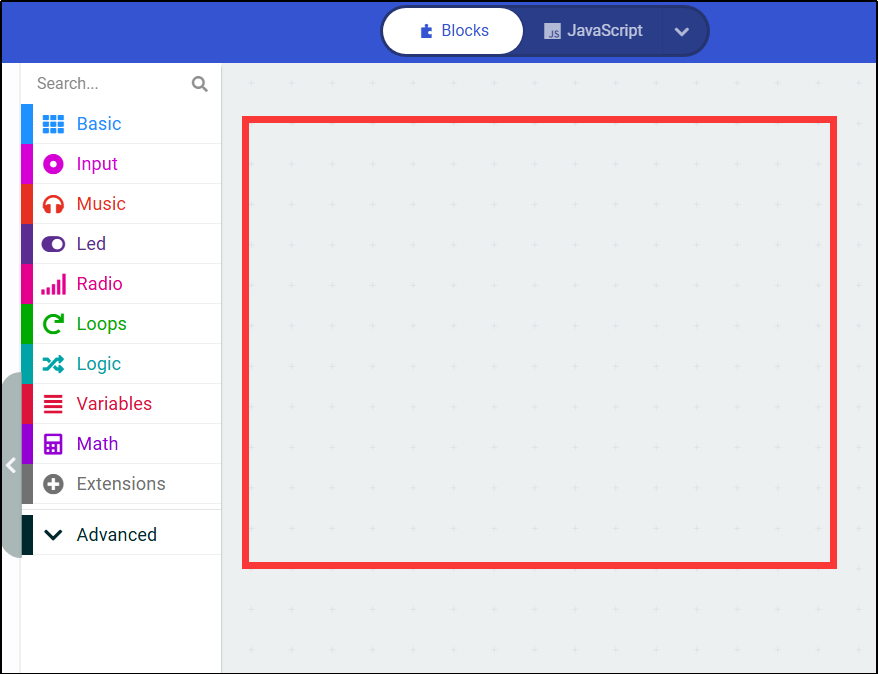 Blocks
JS JavaScript
Search...
Basic
Input
Music
Led
Radio
Loops
Logic
Variables
Math
Extensions
Advanced